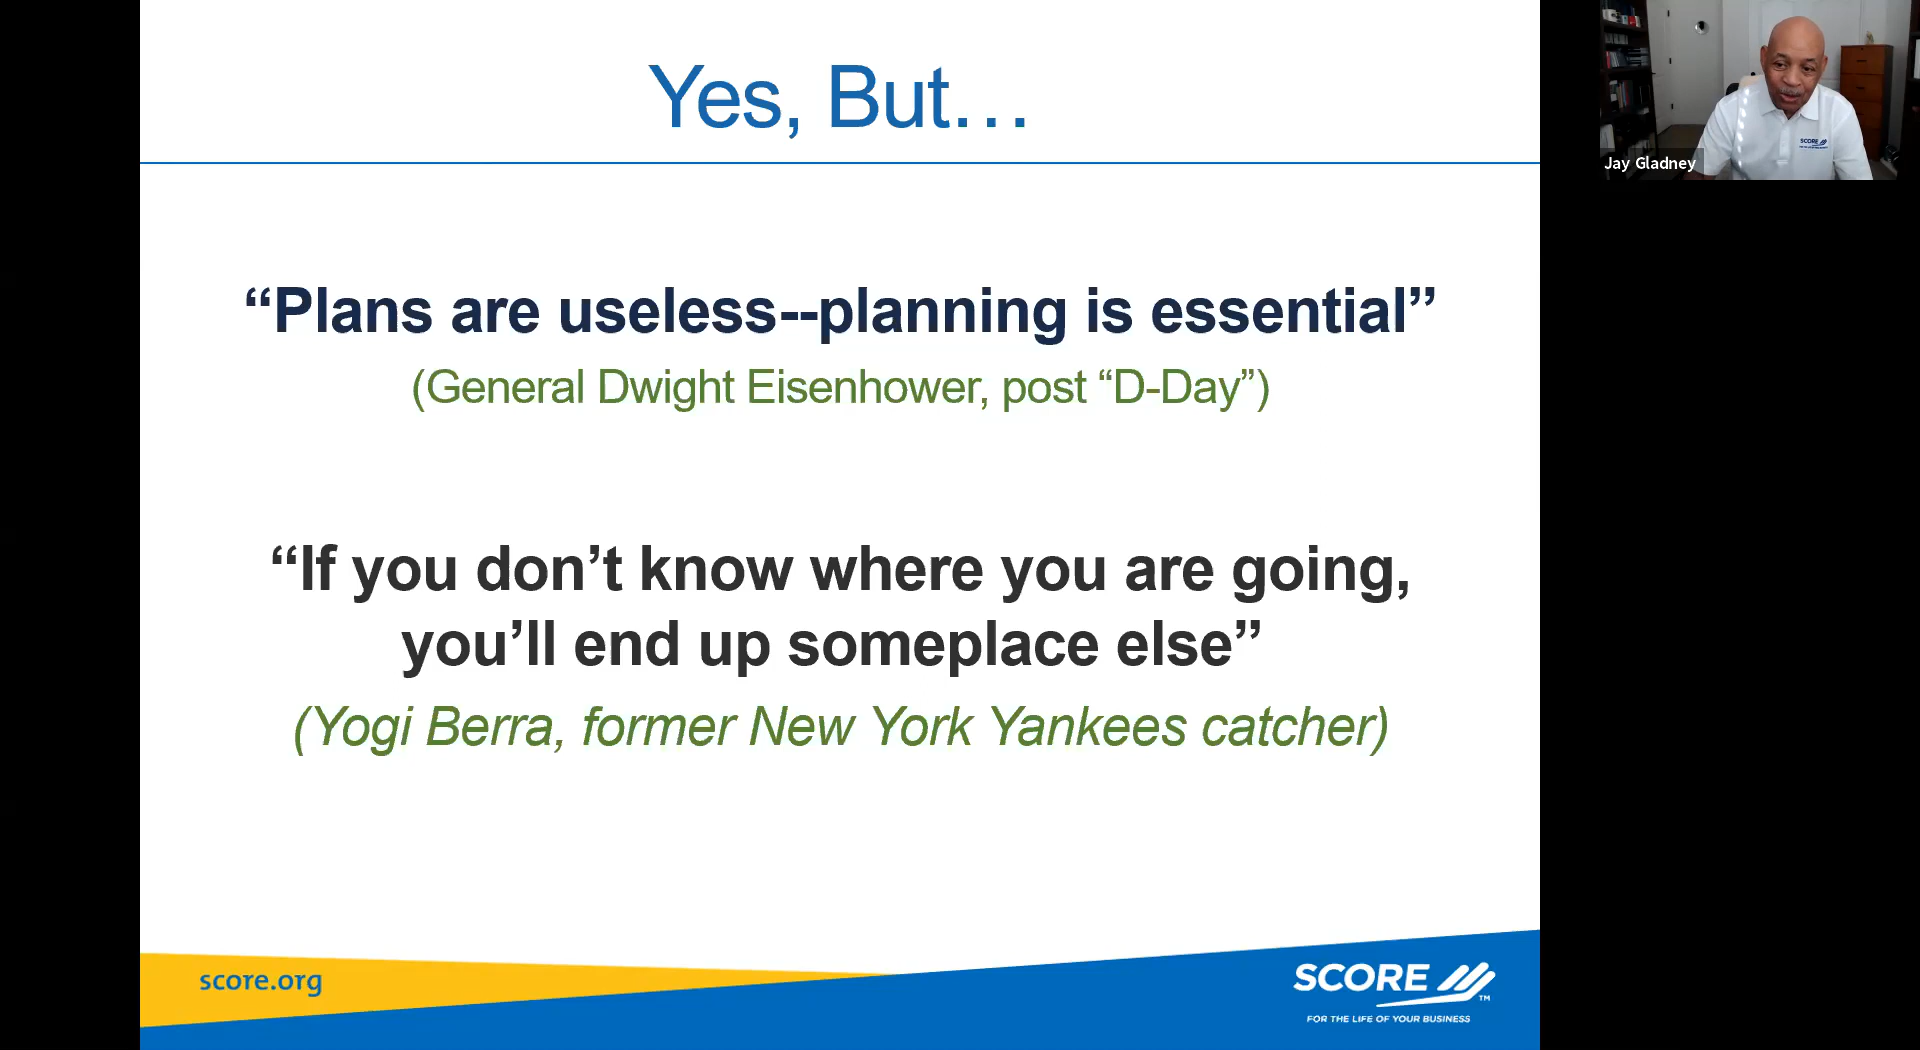 Yes, But…
“Plans are useless--planning is essential”
(General Dwight Eisenhower, post “D-Day”)
“If you don’t know where you are going,
you’ll end up someplace else”
(Yogi Berra, former New York Yankees catcher)
score.org
SCORE
TM
FOR THE LIFE OF YOUR BUSINESS
Jay Gladney
SCORE